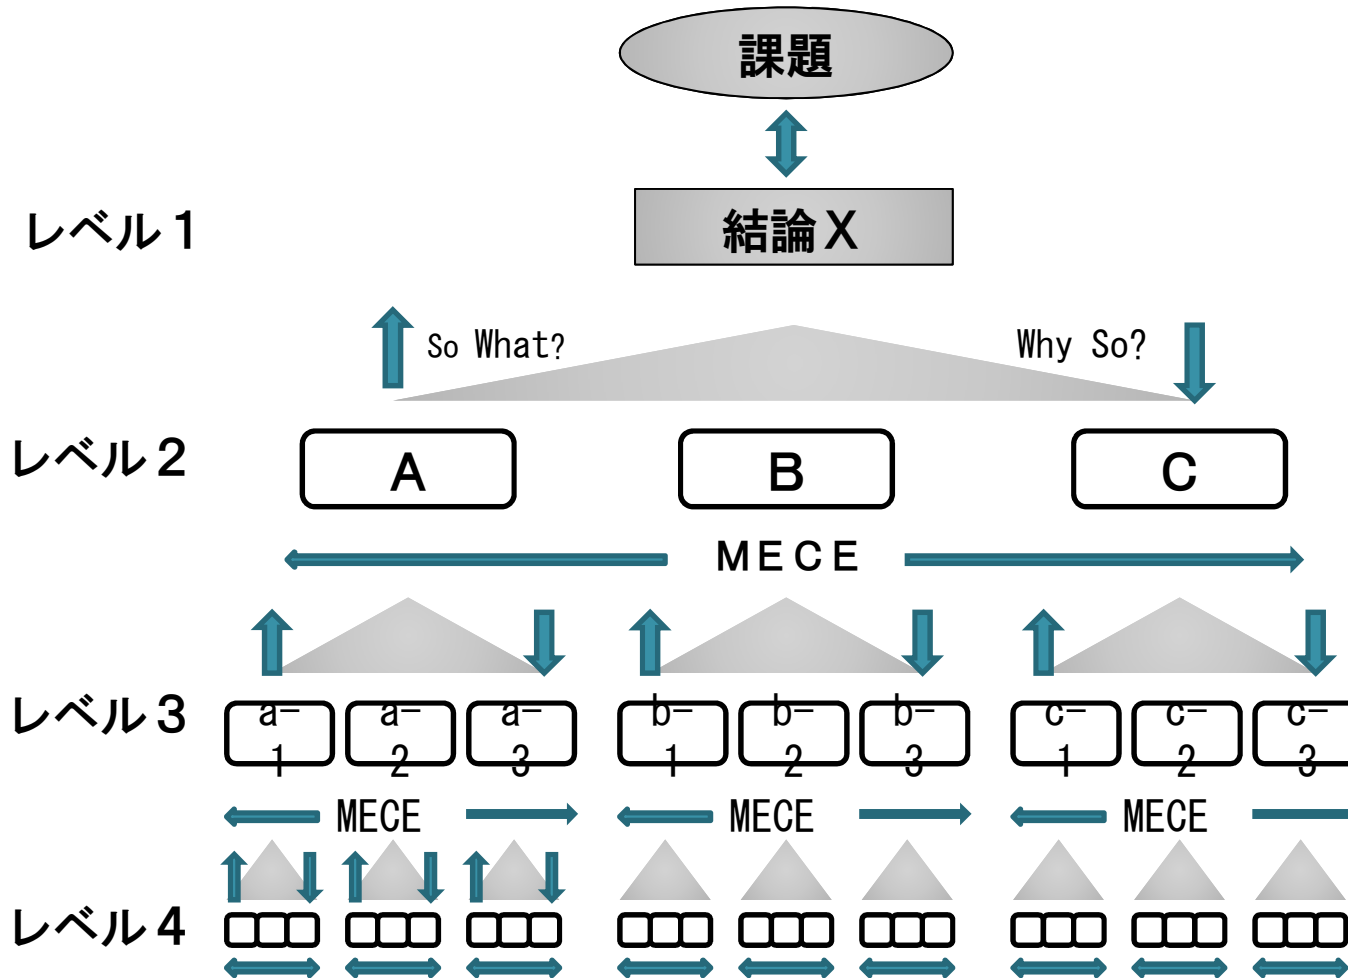 課題
レベル１
結論Ｘ
So What?
Why So?
レベル２
Ａ
Ｂ
Ｃ
ＭＥＣＥ
レベル３
a-
1
a-
2
a-
3
b-
1
b-
2
b-
3
c-
1
c-
2
c-
3
MECE
MECE
MECE
レベル４